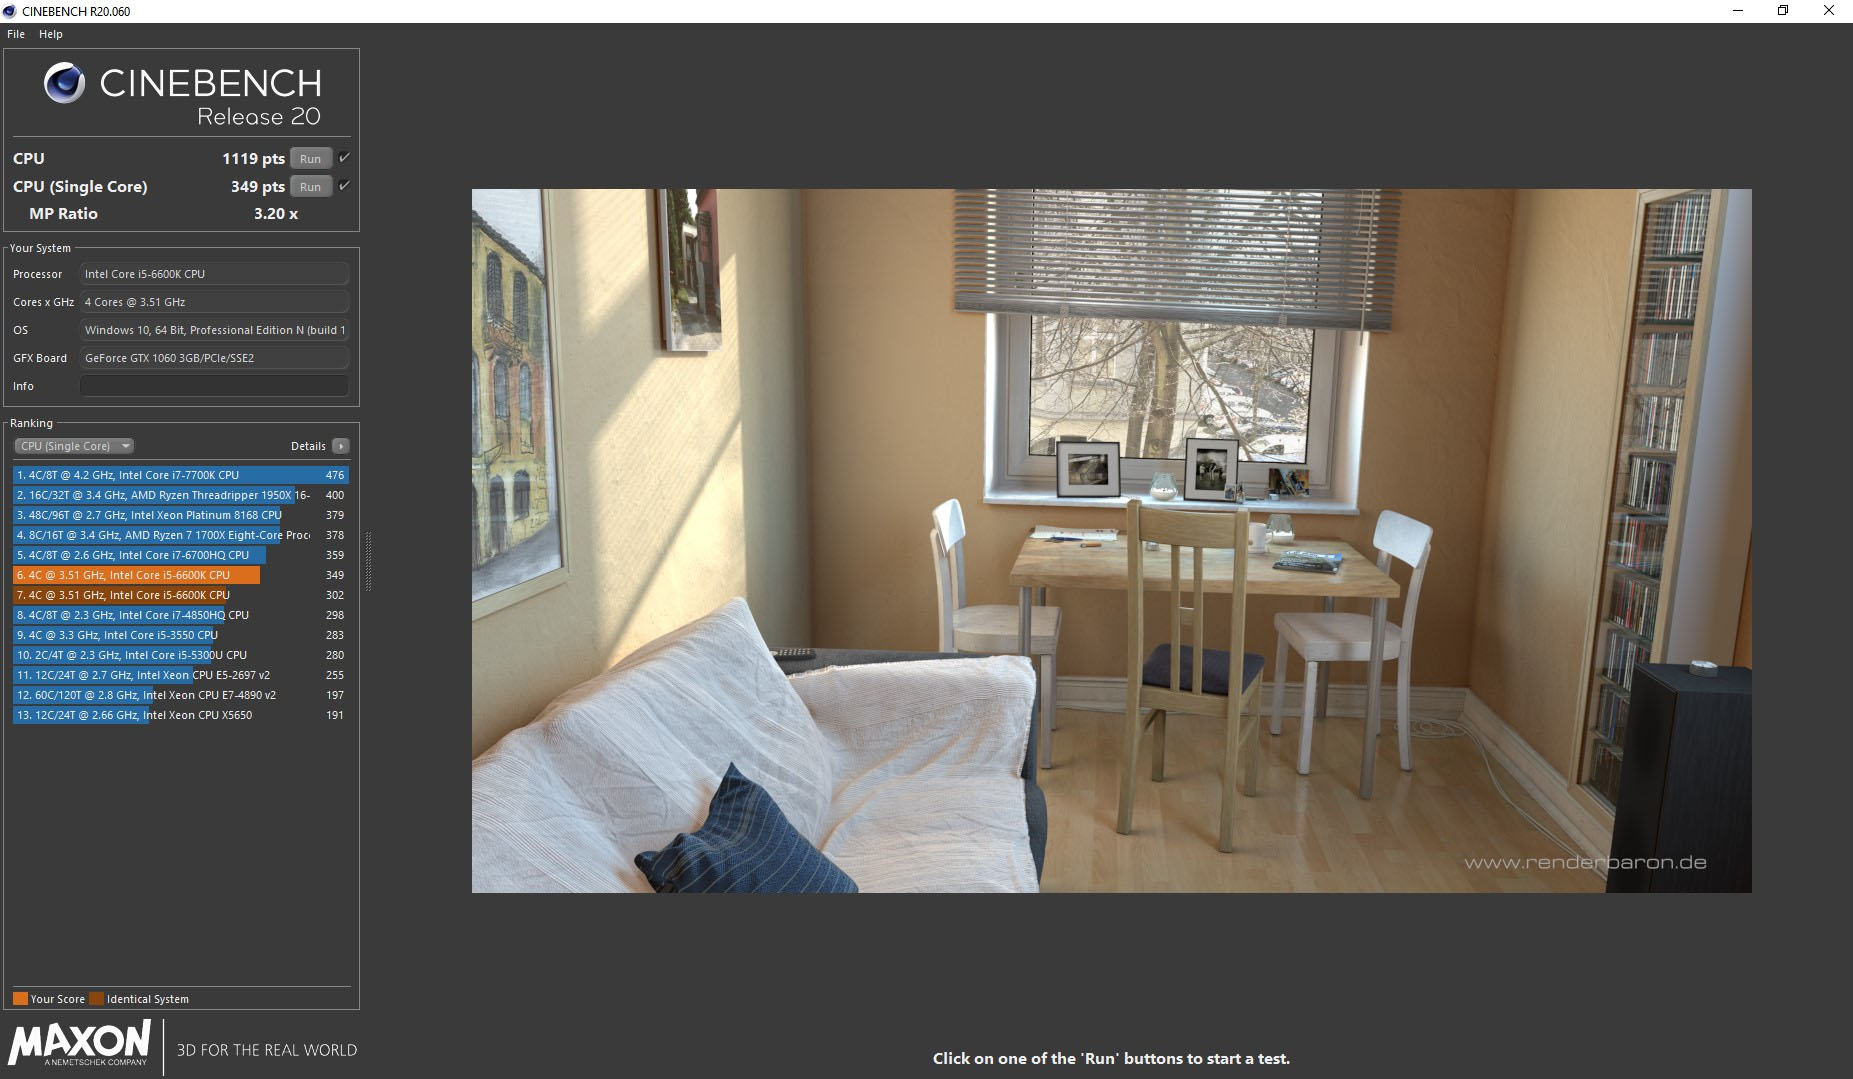 CINEBENCH R20.060
File Help
CINEBENCH
Release 20
CPU 1119 pts Run
CPU (Single Core) 349 pts Run
MP Ratio 3.20 x
Your System
Processor Intel Core i5-6600K CPU
Cores x GHz 4 Cores @ 3.51 GHz
OS Windows 10, 64 Bit, Professional Edition N (build 1
GFX Board GeForce GTX 1060 3GB/PCIe/SSE2
Info
Ranking
CPU (Single Core) Details
1. 4C/8T @ 4.2 GHz, Intel Core i7-7700K CPU 476
2. 16C/32T @ 3.4 GHz, AMD Ryzen Threadripper 1950X 16- 400
3. 48C/96T @ 2.7 GHz, Intel Xeon Platinum 8168 CPU 379
4. 8C/16T @ 3.4 GHz, AMD Ryzen 7 1700X Eight-Core Proc 378
5. 4C/8T @ 2.6 GHz, Intel Core i7-6700HQ CPU 359
6. 4C @ 3.51 GHz, Intel Core i5-6600K CPU 349
7. 4C @ 3.51 GHz, Intel Core i5-6600K CPU 302
8. 4C/8T @ 2.3 GHz, Intel Core i7-4850HQ CPU 298
9. 4C @ 3.3 GHz, Intel Core i5-3550 CPU 283
10. 2C/4T @ 2.3 GHz, Intel Core i5-5300U CPU 280
11. 12C/24T @ 2.7 GHz, Intel Xeon CPU E5-2697 v2 255
12. 60C/120T @ 2.8 GHz, Intel Xeon CPU E7-4890 v2 197
13. 12C/24T @ 2.66 GHz, Intel Xeon CPU X5650 191
Your Score Identical System
MAXON
A NEMETSCHEK COMPANY
3D FOR THE REAL WORLD
www.renderbaron.de
Click on one of the 'Run' buttons to start a test.